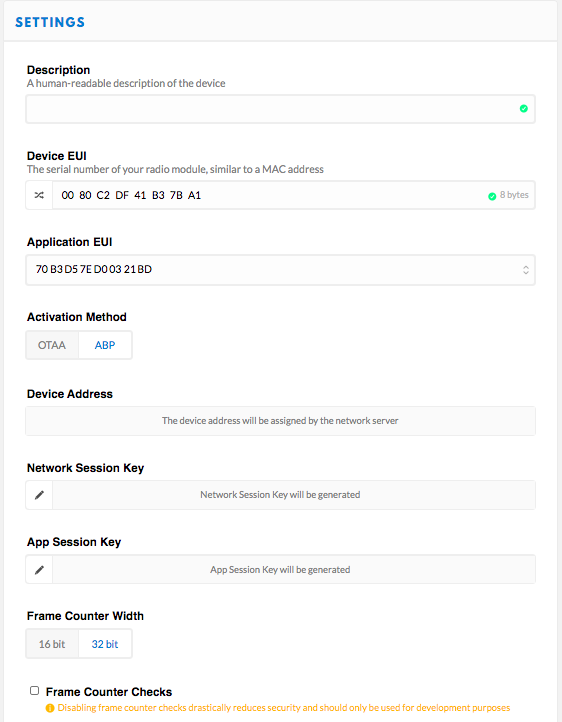 SETTINGS
Description
A human-readable description of the device
Device EUI
The serial number of your radio module, similar to a MAC address
00 80 C2 DF 41 B3 7B A1 8 bytes
Application EUI
70 B3 D5 7E D0 03 21 BD
Activation Method
OTAA ABP
Device Address
The device address will be assigned by the network server
Network Session Key
Network Session Key will be generated
App Session Key
App Session Key will be generated
Frame Counter Width
16 bit 32 bit
Frame Counter Checks
Disabling frame counter checks drastically reduces security and should only be used for development purposes